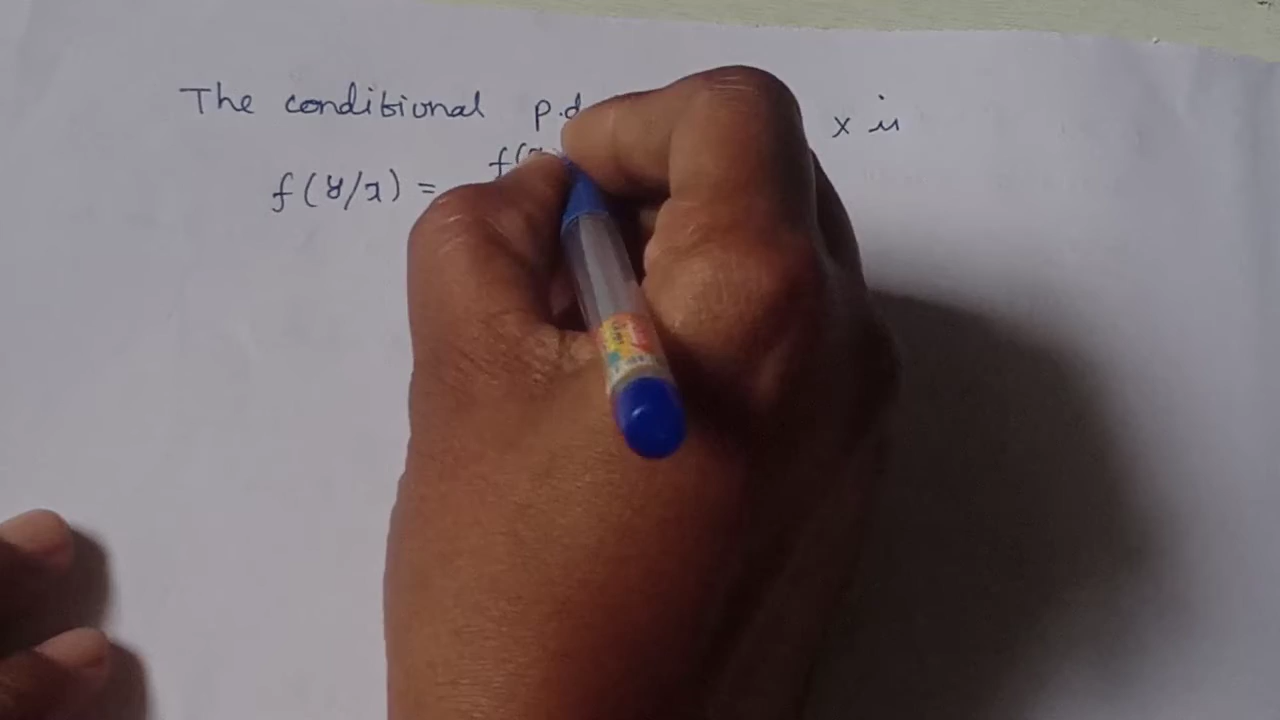 The conditional p.d x is
f(y/x) = f(x